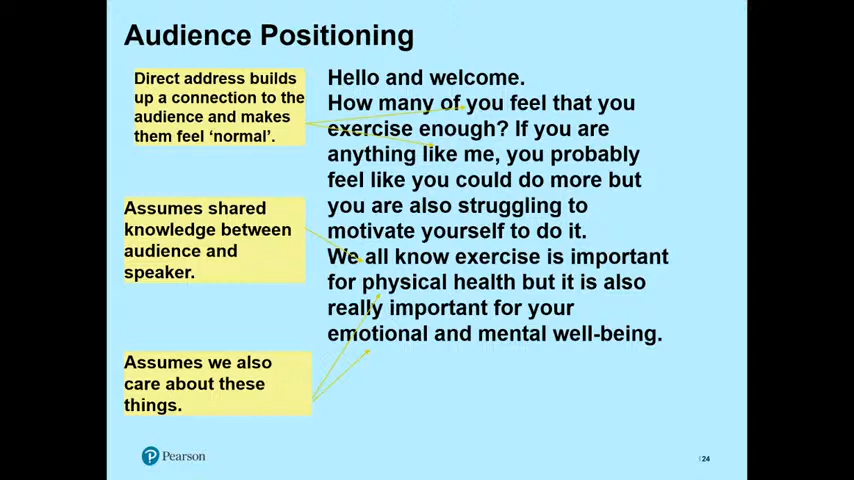 Audience Positioning
Direct address builds
up a connection to the
audience and makes
them feel ‘normal’.
Hello and welcome.
How many of you feel that you
exercise enough? If you are
anything like me, you probably
feel like you could do more but
you are also struggling to
motivate yourself to do it.
We all know exercise is important
for physical health but it is also
really important for your
emotional and mental well-being.
Assumes shared
knowledge between
audience and
speaker.
Assumes we also
care about these
things.
Pearson
24